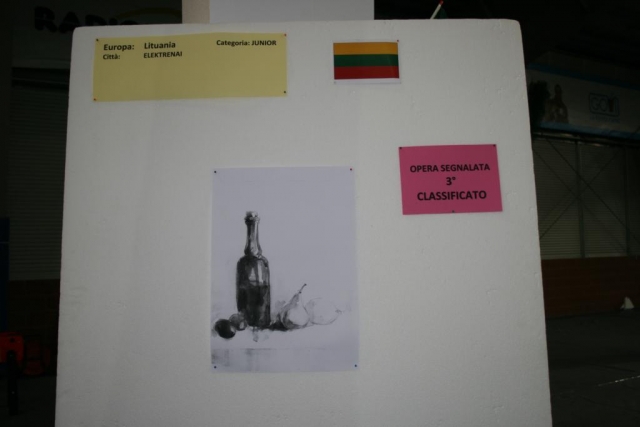 Europa: Lituania Categoria: JUNIOR
Città: ELEKTRENAI
OPERA SEGNALATA
3°
CLASSIFICATO